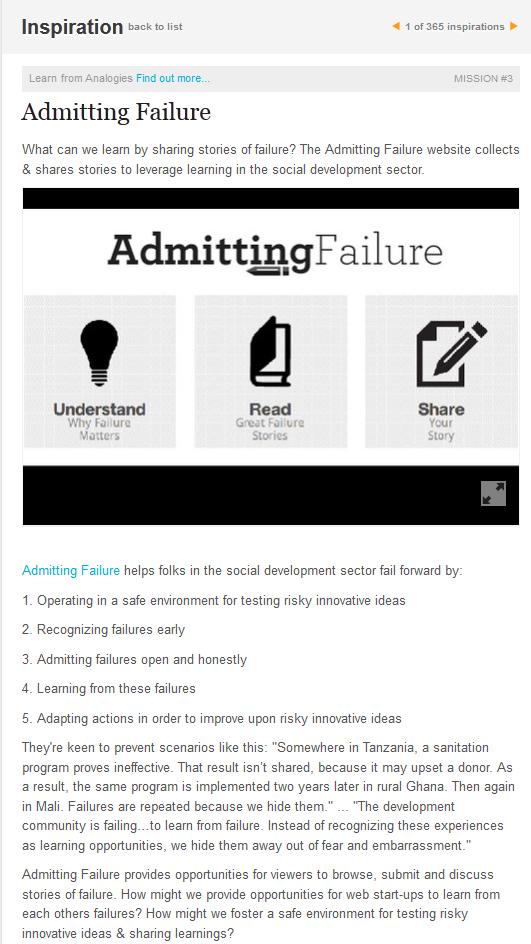 Inspiration back to list 1 of 365 inspirations
Learn from Analogies Find out more... MISSION #3
Admitting Failure
What can we learn by sharing stories of failure? The Admitting Failure website collects
& shares stories to leverage learning in the social development sector.
AdmittingFailure
Understand
Why Failure
Matters
Read
Great Failure
Stories
Share
Your
Story
Admitting Failure helps folks in the social development sector fail forward by:
1. Operating in a safe environment for testing risky innovative ideas
2. Recognizing failures early
3. Admitting failures open and honestly
4. Learning from these failures
5. Adapting actions in order to improve upon risky innovative ideas
They're keen to prevent scenarios like this: "Somewhere in Tanzania, a sanitation
program proves ineffective. That result isn't shared, because it may upset a donor. As
a result, the same program is implemented two years later in rural Ghana. Then again
in Mali. Failures are repeated because we hide them." ... "The development
community is failing...to learn from failure. Instead of recognizing these experiences
as learning opportunities, we hide them away out of fear and embarrassment."
Admitting Failure provides opportunities for viewers to browse, submit and discuss
stories of failure. How might we provide opportunities for web start-ups to learn from
each others failures? How might we foster a safe environment for testing risky
innovative ideas & sharing learnings?